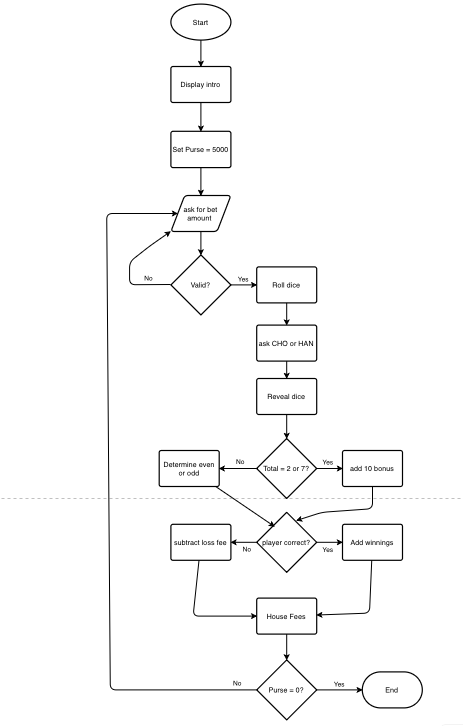 Start
Display intro
Set Purse = 5000
ask for bet
amount
No
Valid?
Yes
Roll dice
ask CHO or HAN
Reveal dice
Determine even
or odd
No
Total = 2 or 7?
Yes
add 10 bonus
subtract loss fee
No
player correct?
Yes
Add winnings
House Fees
No
Purse = 0?
Yes
End